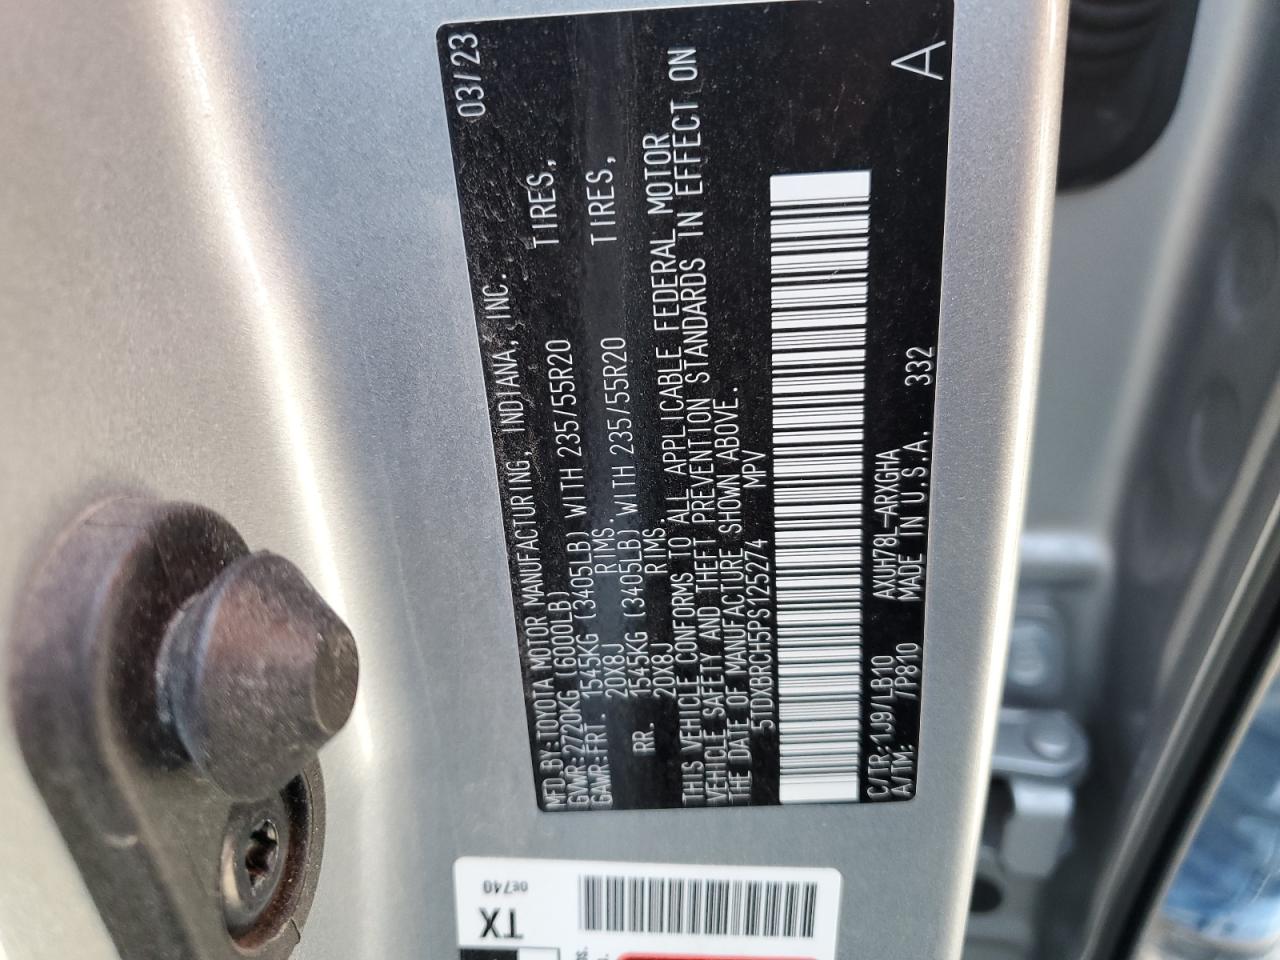 MFD.BY:TOYOTA MOTOR MANUFACTURING, INDIANA, INC. 03/23
GVWR:2720KG (6000LB)
GAWR:FRT. 1545KG (3405LB) WITH 235/55R20 TIRES,
20X8J RIMS.
RR. 1545KG (3405LB) WITH 235/55R20 TIRES,
20X8J RIMS.
THIS VEHICLE CONFORMS TO ALL APPLICABLE FEDERAL MOTOR
VEHICLE SAFETY AND THEFT PREVENTION STANDARDS IN EFFECT ON
THE DATE OF MANUFACTURE SHOWN ABOVE.
5TDXBRCH5PS125274 MPV
C/TR:1J9/LB10 AXUH78L-ARXGHA
A/TM: /P810 MADE IN U.S.A. 332 A
0E740
TX